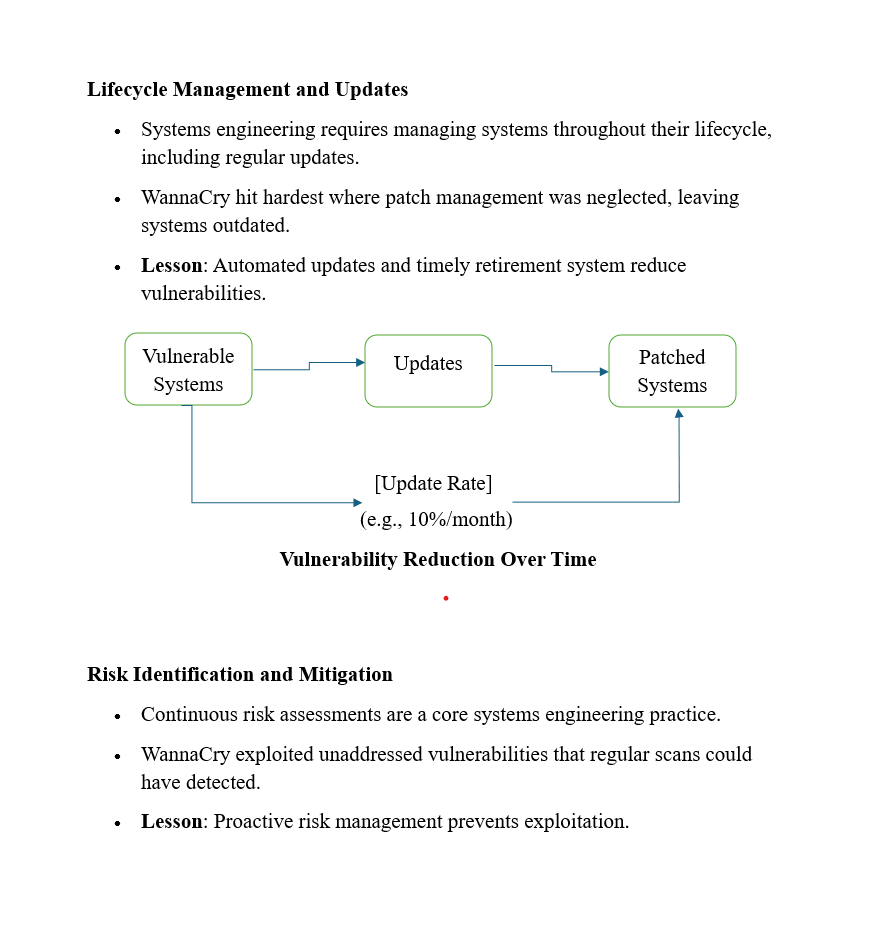 Lifecycle Management and Updates
• Systems engineering requires managing systems throughout their lifecycle,
including regular updates.
• WannaCry hit hardest where patch management was neglected, leaving
systems outdated.
• Lesson: Automated updates and timely retirement system reduce
vulnerabilities.
Vulnerable
Systems
Updates
Patched
Systems
[Update Rate]
(e.g., 10%/month)
Vulnerability Reduction Over Time
Risk Identification and Mitigation
• Continuous risk assessments are a core systems engineering practice.
• WannaCry exploited unaddressed vulnerabilities that regular scans could
have detected.
• Lesson: Proactive risk management prevents exploitation.